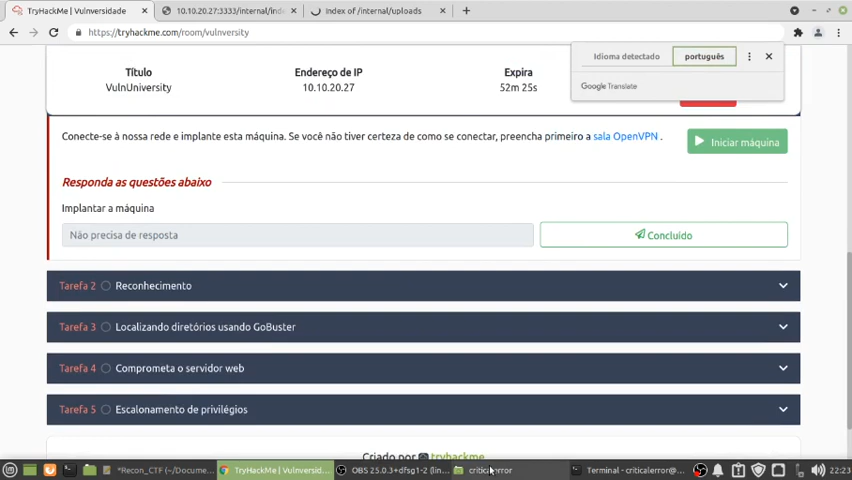 TryHackMe | Vulnversidade
10.10.20.27:3333/internal/inde
Index of /internal/uploads
https://tryhackme.com/room/vulnversity
Idioma detectado
português
Google Translate
Título
Endereço de IP
Expira
VulnUniversity
10.10.20.27
52m 25s
Conecte-se à nossa rede e implante esta máquina. Se você não tiver certeza de como se conectar, preencha primeiro a sala OpenVPN .
Iniciar máquina
Responda as questões abaixo
Implantar a máquina
Não precisa de resposta
Concluído
Tarefa 2 Reconhecimento
Tarefa 3 Localizando diretórios usando GoBuster
Tarefa 4 Comprometa o servidor web
Tarefa 5 Escalonamento de privilégios
Criado por tryhackme
*Recon_CTF (~/Docume...
TryHackMe | Vulnversid...
OBS 25.0.3+dfsg1-2 (lin...
criticalerror
Terminal - criticalerror@...
22:23